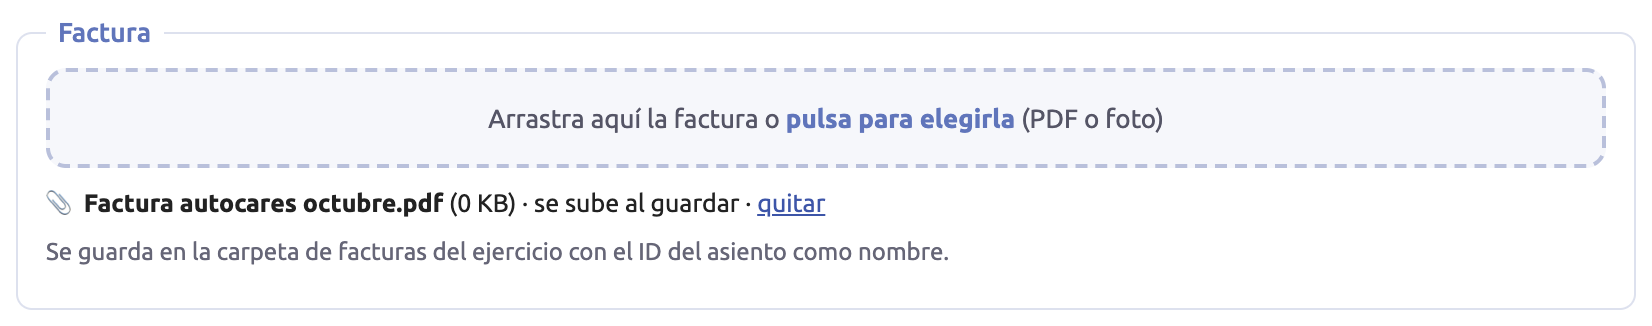 Factura
Arrastra aquí la factura o pulsa para elegirla (PDF o foto)
Factura autocares octubre.pdf (0 KB) · se sube al guardar · quitar
Se guarda en la carpeta de facturas del ejercicio con el ID del asiento como nombre.